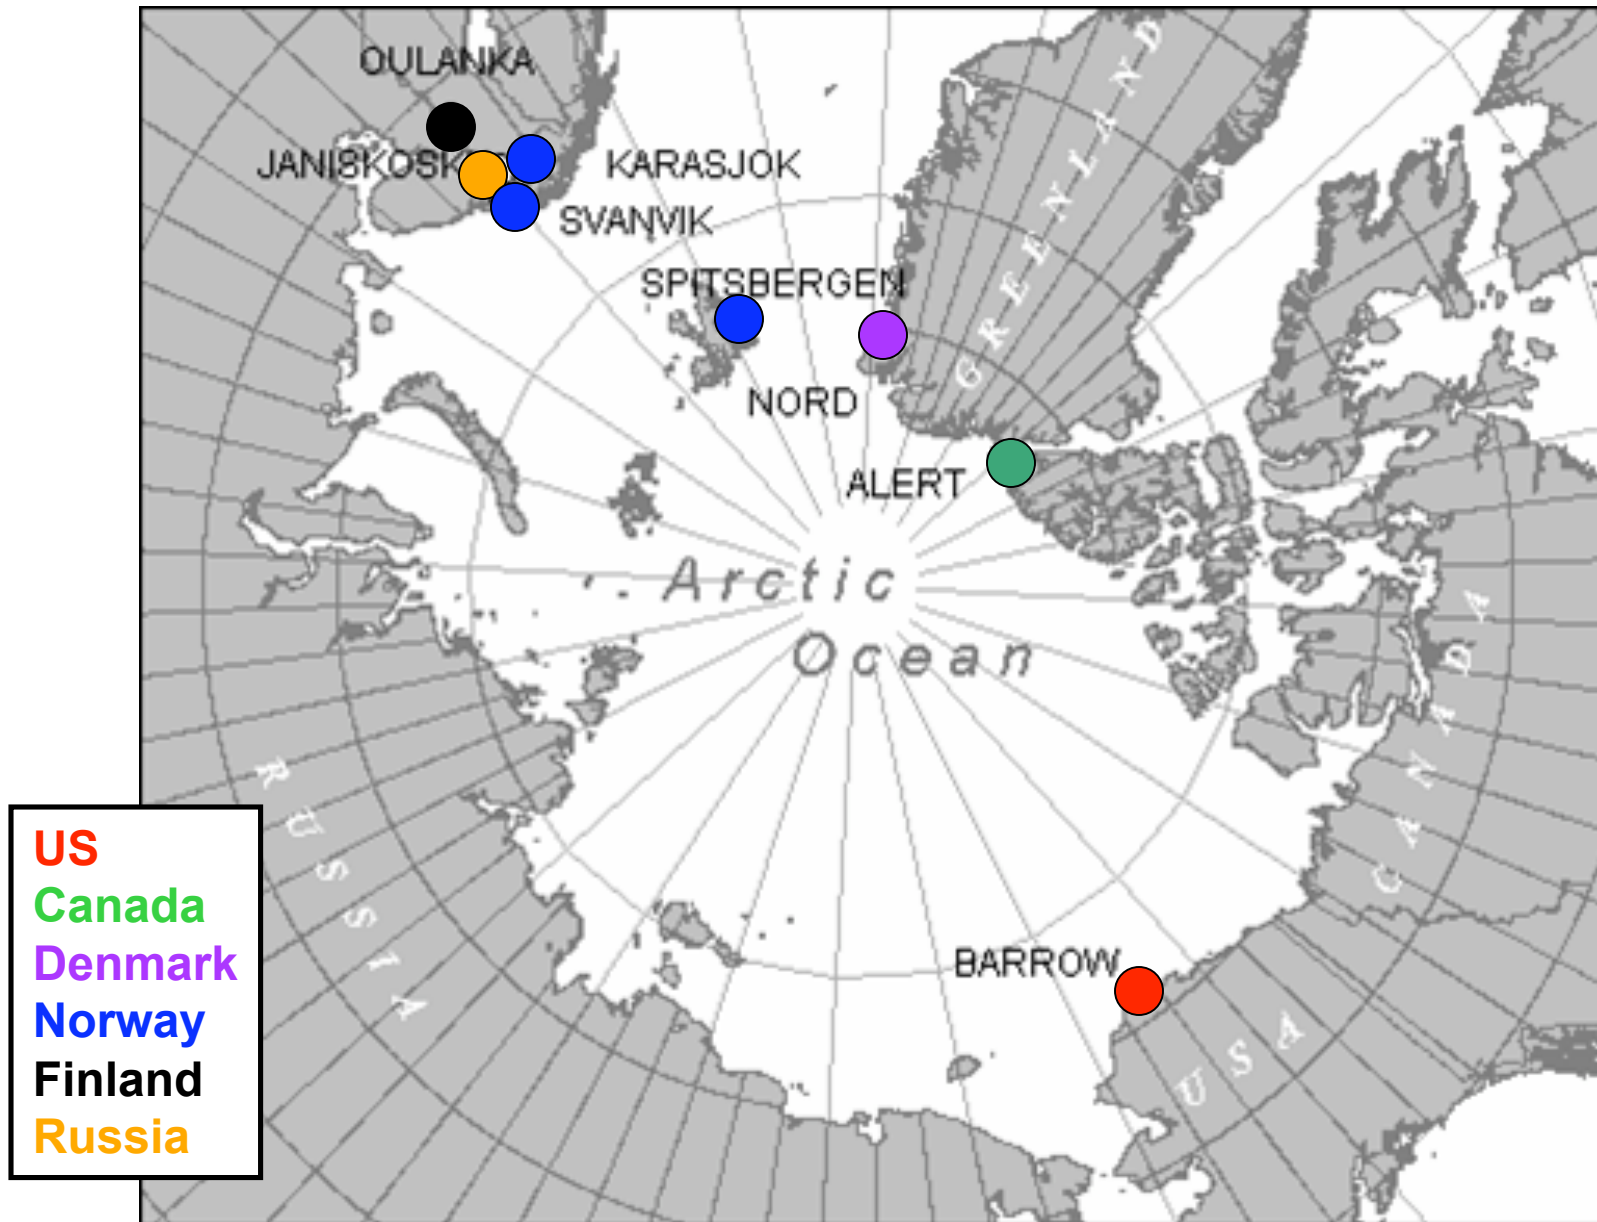 OULANKA
JANISKOSK
KARASJOK
SVANVIK
SPITSBERGEN
NORD
GREENLAND
ALERT
Arctic
Ocean
CANADA
RUSSIA
BARROW
USA
US
Canada
Denmark
Norway
Finland
Russia